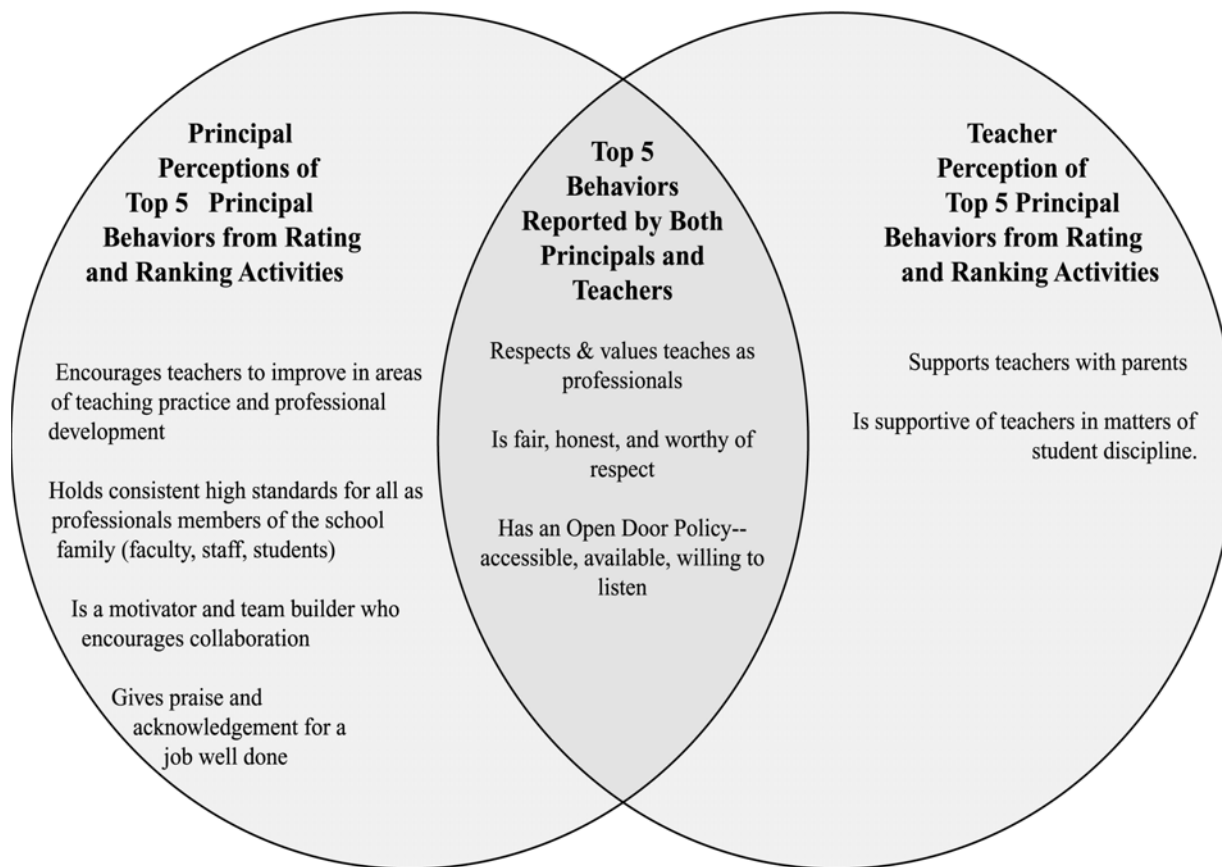 Principal
Perceptions of
Top 5 Principal
Behaviors from Rating
and Ranking Activities
Encourages teachers to improve in areas
of teaching practice and professional
development
Holds consistent high standards for all as
professionals members of the school
family (faculty, staff, students)
Is a motivator and team builder who
encourages collaboration
Gives praise and
acknowledgement for a
job well done
Top 5
Behaviors
Reported by Both
Principals and
Teachers
Respects & values teaches as
professionals
Is fair, honest, and worthy of
respect
Has an Open Door Policy--
accessible, available, willing to
listen
Teacher
Perception of
Top 5 Principal
Behaviors from Rating
and Ranking Activities
Supports teachers with parents
Is supportive of teachers in matters of
student discipline.